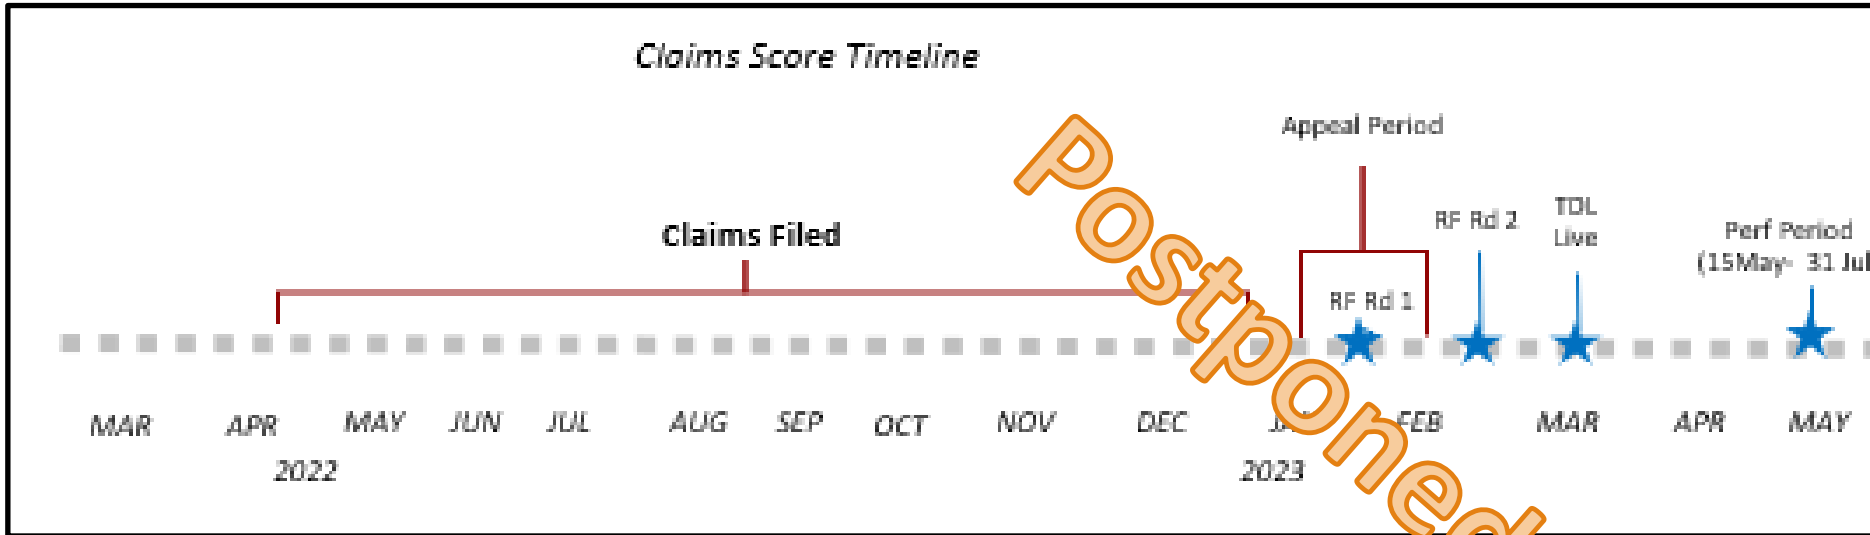 Claims Score Timeline
Appeal Period
Claims Filed
RF Rd 1
RF Rd 2
TDL
Live
Perf Period
(15May- 31 Jul
MAR APR MAY JUN JUL AUG SEP OCT NOV DEC FEB MAR APR MAY
2022 2023
Postponed